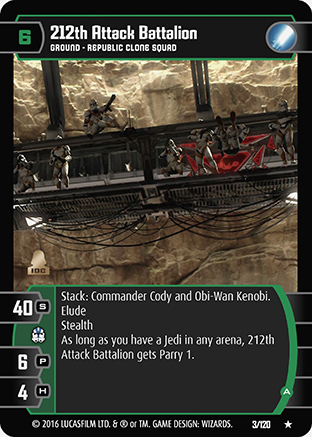 6
212th Attack Battalion
GROUND - REPUBLIC CLONE SQUAD
IDC
Stack: Commander Cody and Obi-Wan Kenobi.
40 S
Elude
Stealth
As long as you have a Jedi in any arena, 212th
6 P
Attack Battalion gets Parry 1.
4 H
A
© 2016 LUCASFILM LTD. & ® or TM. GAME DESIGN: WIZARDS. 3/120 ★